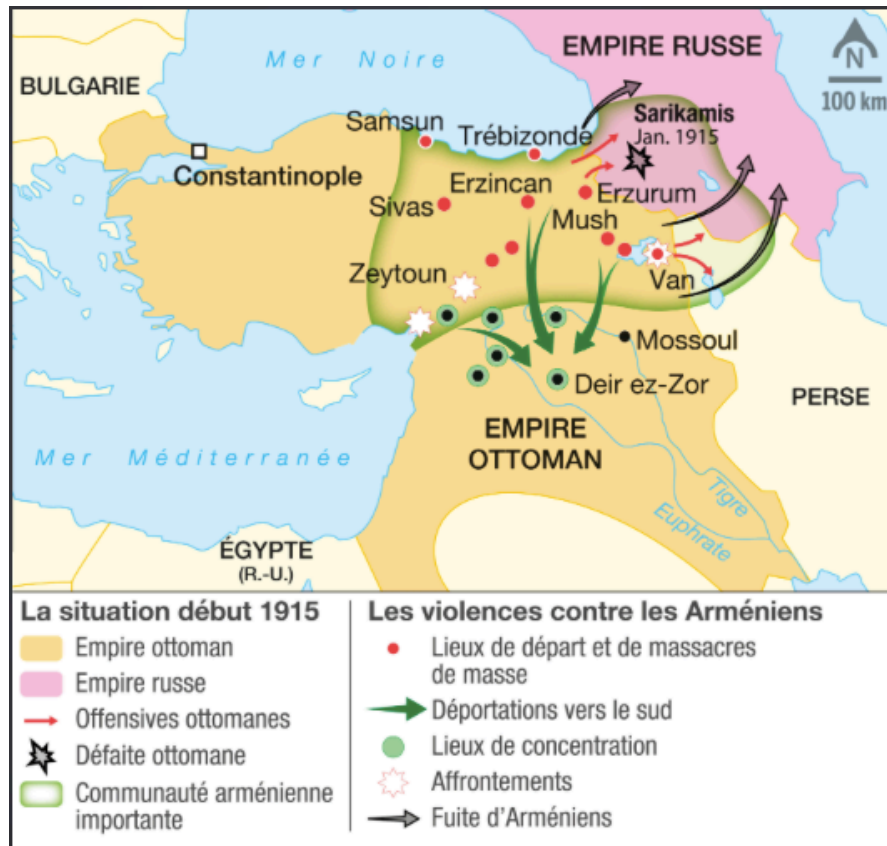 EMPIRE RUSSE
N
100 km
Mer Noire
BULGARIE
Sarikamis
Jan. 1915
Samsun
Trébizonde
Constantinople
Erzincan
Erzurum
Sivas
Mush
Zeytoun
Van
Mossoul
Deir ez-Zor
PERSE
EMPIRE
OTTOMAN
Mer Méditerranée
Tigre
Euphrate
ÉGYPTE
(R.-U.)
La situation début 1915
Empire ottoman
Empire russe
Offensives ottomanes
Défaite ottomane
Communauté arménienne
importante
Les violences contre les Arméniens
Lieux de départ et de massacres
de masse
Déportations vers le sud
Lieux de concentration
Affrontements
Fuite d'Arméniens